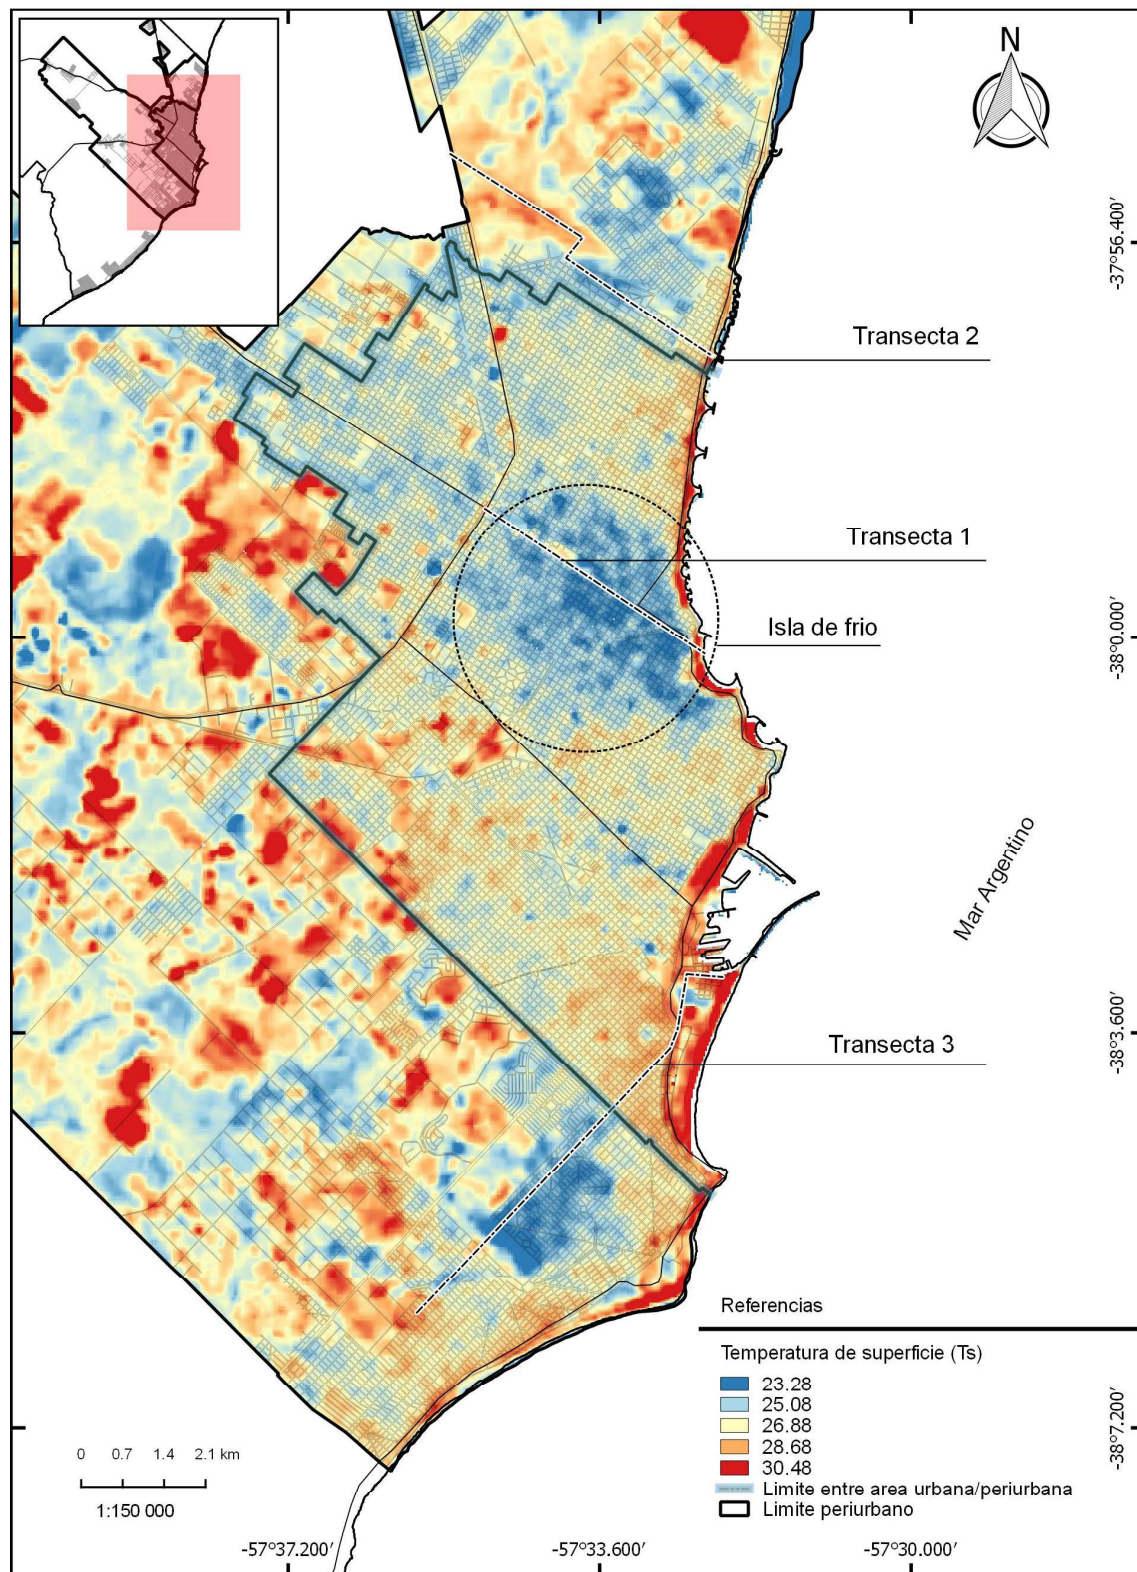 N
-37°56.400′
Transecta 2
Transecta 1
Isla de frio
-38°0.000′
Mar Argentino
-38°3.600′
Transecta 3
Referencias
Temperatura de superficie (Ts)
23.28
25.08
26.88
28.68
30.48
Limite entre area urbana/periurbana
Limite periurbano
-38°7.200′
0 0.7 1.4 2.1 km
1:150 000
-57°37.200′
-57°33.600′
-57°30.000′